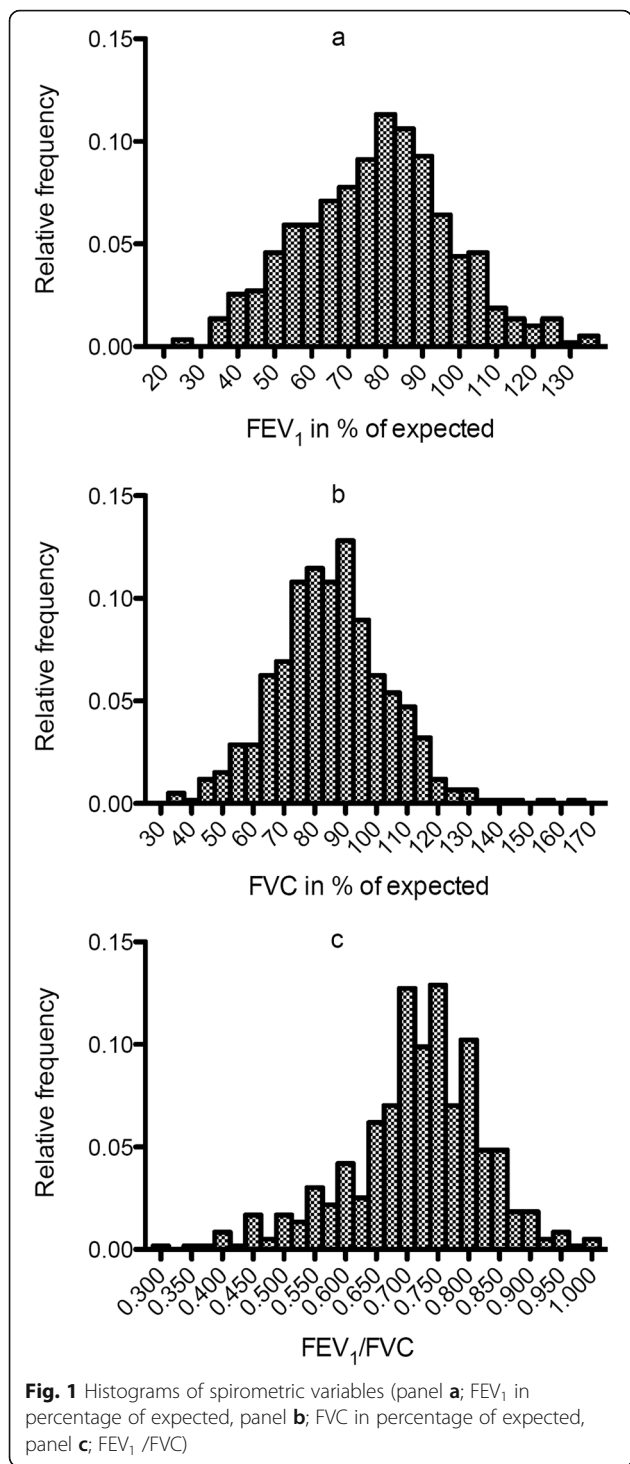 a
Relative frequency
0.15
0.10
0.05
0.00
20 30 40 50 60 70 80 90 100 110 120 130
FEV1 in % of expected
b
Relative frequency
0.15
0.10
0.05
0.00
30 40 50 60 70 80 90 100 110 120 130 140 150 160 170
FVC in % of expected
c
Relative frequency
0.15
0.10
0.05
0.00
0.300 0.350 0.400 0.450 0.500 0.550 0.600 0.650 0.700 0.750 0.800 0.850 0.900 0.950 1.000
FEV1/FVC
Fig. 1 Histograms of spirometric variables (panel a; FEV1 in
percentage of expected, panel b; FVC in percentage of expected,
panel c; FEV1 /FVC)